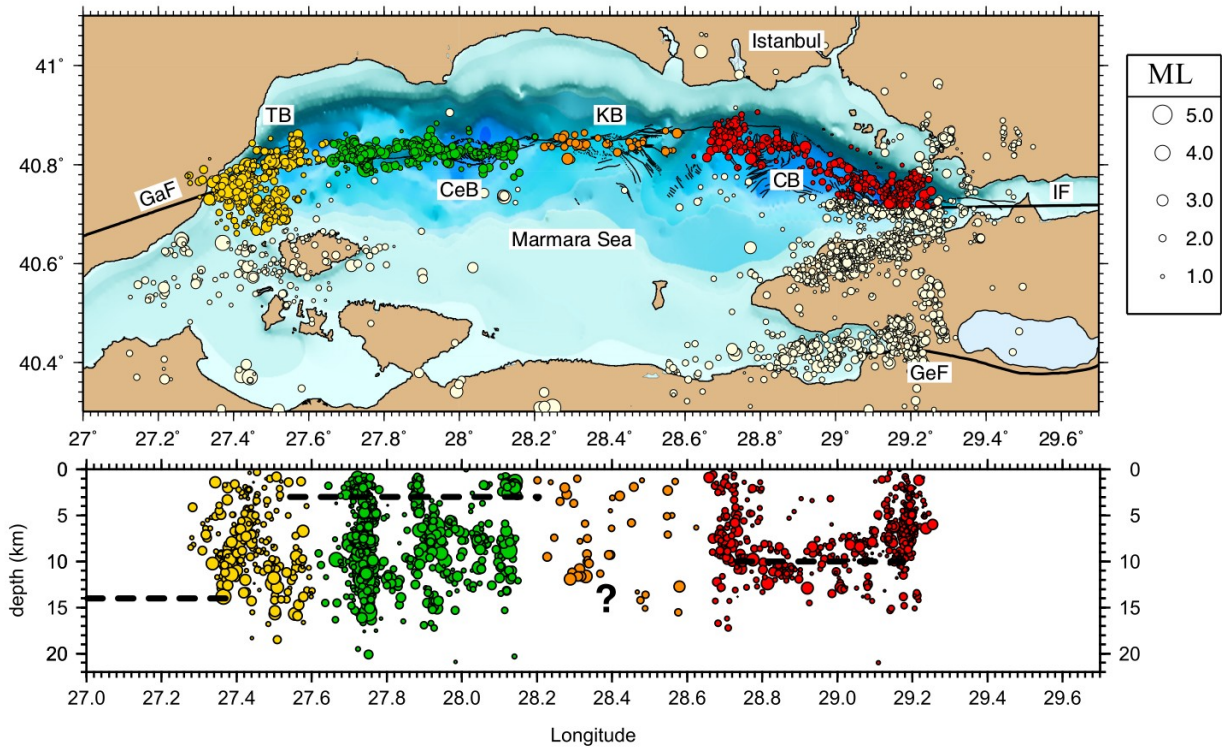 41°
40.8°
40.6°
40.4°
Istanbul
TB
KB
GaF
CeB
CB
IF
Marmara Sea
GeF
27° 27.2° 27.4° 27.6° 27.8° 28° 28.2° 28.4° 28.6° 28.8° 29° 29.2° 29.4° 29.6°
ML
5.0
4.0
3.0
2.0
1.0
0 0
5 5
10 10
15 15
20 20
depth (km)
?
27.0 27.2 27.4 27.6 27.8 28.0 28.2 28.4 28.6 28.8 29.0 29.2 29.4 29.6
Longitude